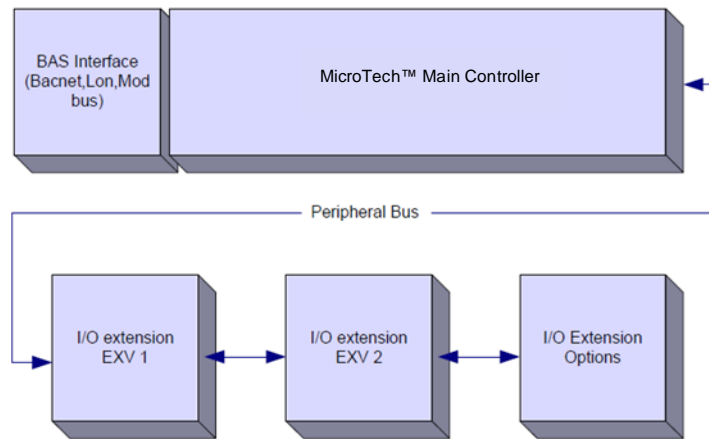 BAS Interface
(Bacnet,Lon,Mod
bus)
MicroTech™ Main Controller
Peripheral Bus
I/O extension
EXV 1
I/O extension
EXV 2
I/O Extension
Options